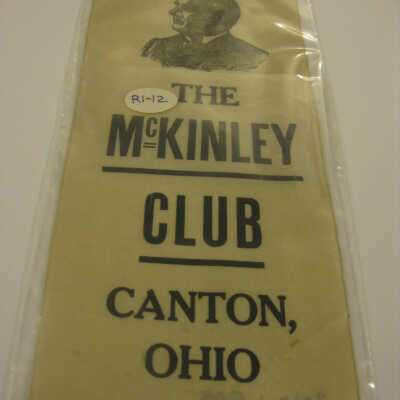 R1-12
THE
McKINLEY
CLUB
CANTON,
OHIO